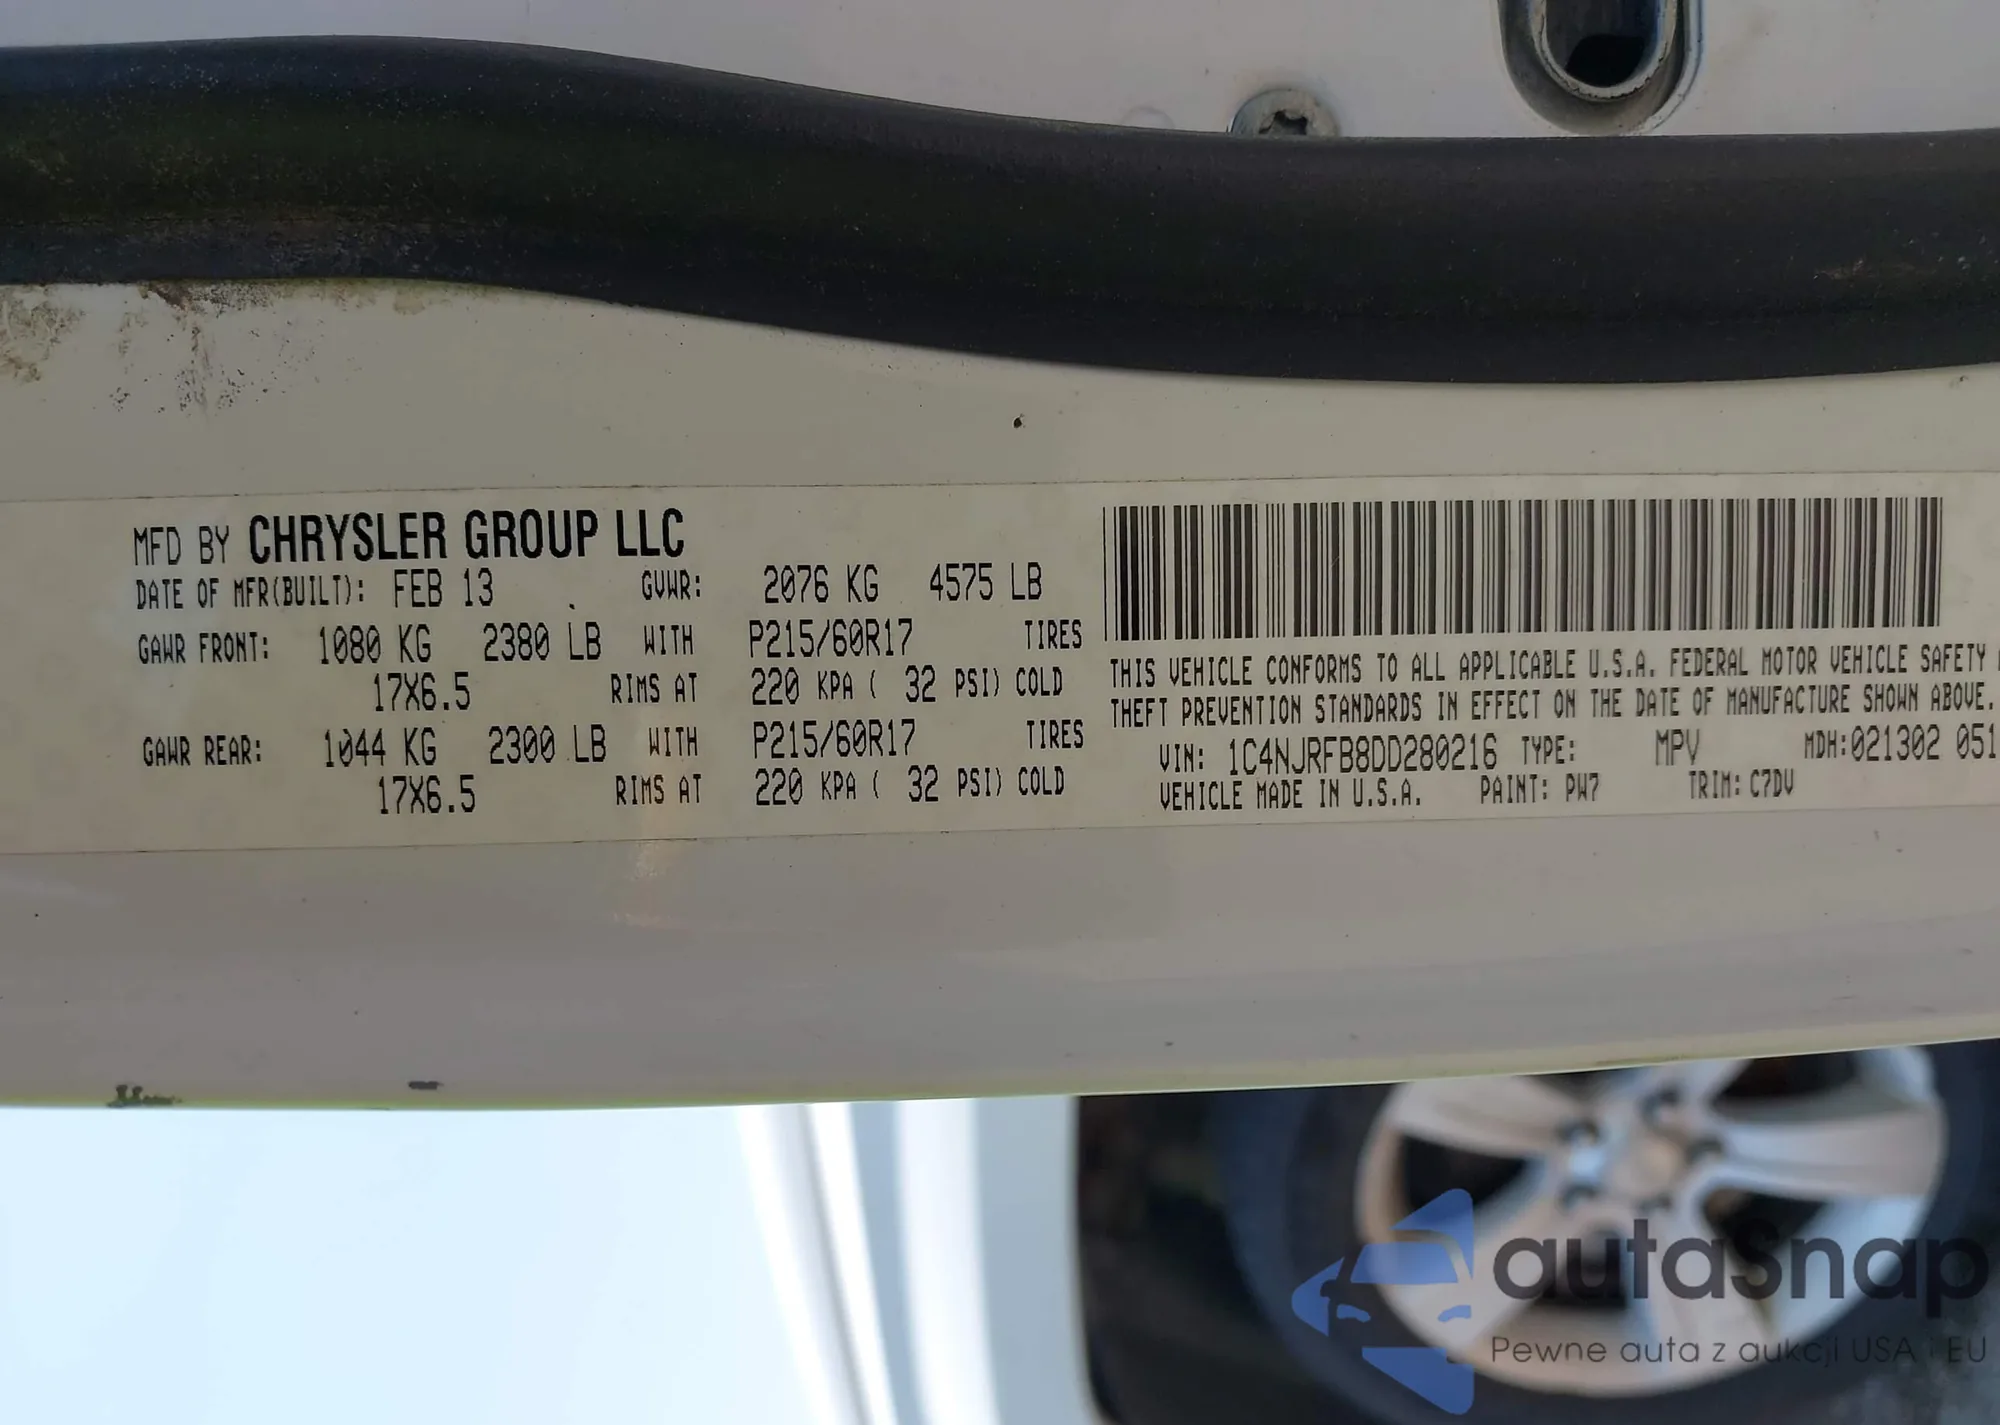 MFD BY CHRYSLER GROUP LLC
DATE OF MFR(BUILT): FEB 13 GVWR: 2076 KG 4575 LB
GAWR FRONT: 1080 KG 2380 LB WITH P215/60R17 TIRES
17X6.5 RIMS AT 220 KPA ( 32 PSI) COLD
GAWR REAR: 1044 KG 2300 LB WITH P215/60R17 TIRES
17X6.5 RIMS AT 220 KPA ( 32 PSI) COLD
THIS VEHICLE CONFORMS TO ALL APPLICABLE U.S.A. FEDERAL MOTOR VEHICLE SAFETY
THEFT PREVENTION STANDARDS IN EFFECT ON THE DATE OF MANUFACTURE SHOWN ABOVE.
VIN: 1C4NJRFB8DD280216 TYPE: MPV MDH:021302 051
VEHICLE MADE IN U.S.A. PAINT: PW7 TRIM: C7DV
autasnap
Pewne auta z aukcji USA i EU